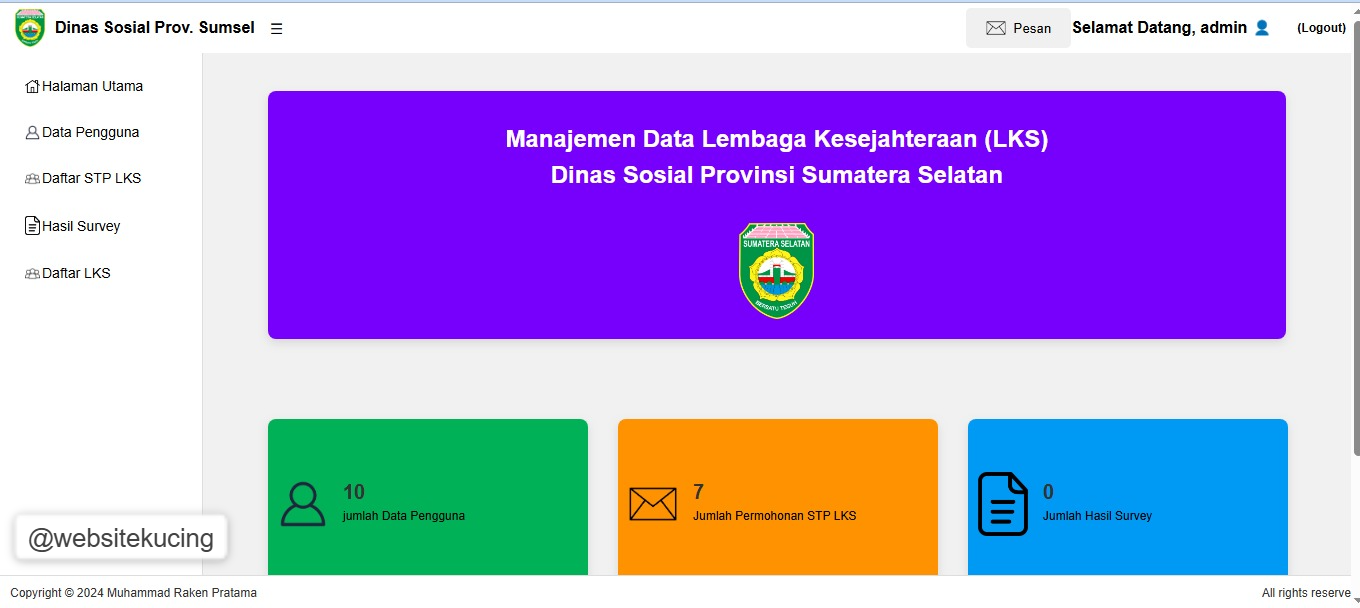 Dinas Sosial Prov. Sumsel
Pesan
Selamat Datang, admin
(Logout)
Halaman Utama
Data Pengguna
Daftar STP LKS
Hasil Survey
Daftar LKS
Manajemen Data Lembaga Kesejahteraan (LKS)
Dinas Sosial Provinsi Sumatera Selatan
SUMATERA SELATAN
BERSATU TEGUH
10
jumlah Data Pengguna
7
Jumlah Permohonan STP LKS
0
Jumlah Hasil Survey
@websitekucing
Copyright © 2024 Muhammad Raken Pratama
All rights reserve